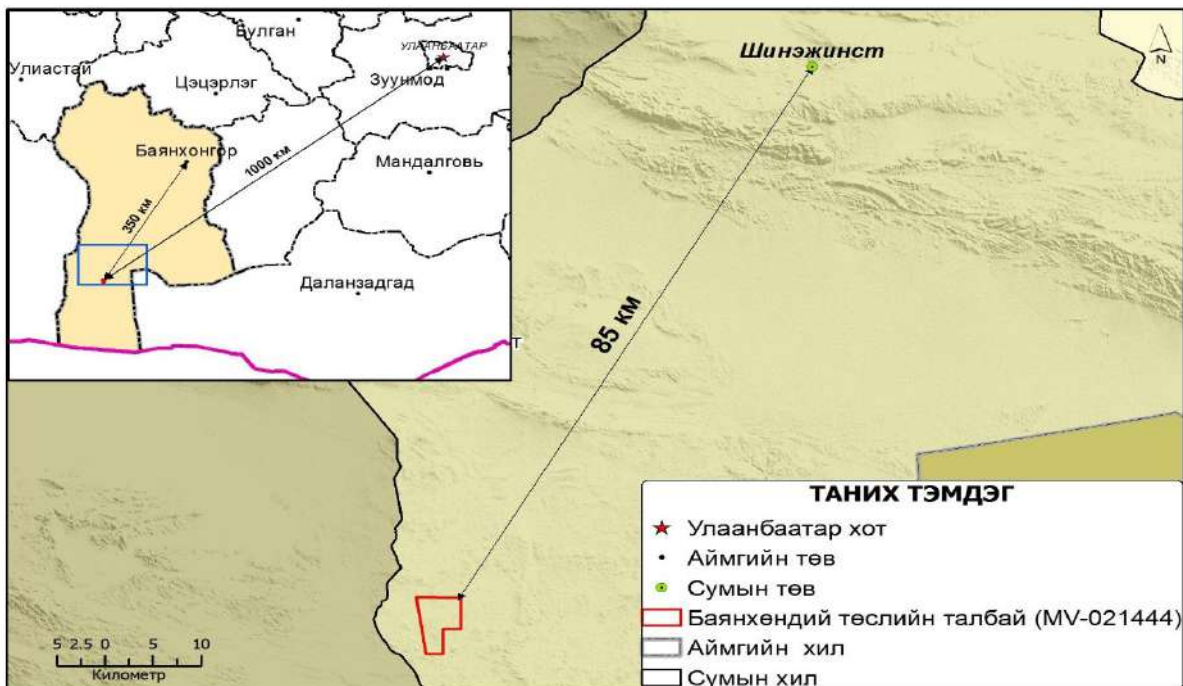 Булган
УЛААНБААТАР
Улиастай
Цэцэрлэг
Зуунмод
Баянхонгор
1000 км
350 км
Мандалговь
Даланзадгад
Шинэжинст
N
85 км
Т
ТАНИХ ТЭМДЭГ
Улаанбаатар хот
Аймгийн төв
Сумын төв
Баянхөндий төслийн талбай (MV-021444)
Аймгийн хил
Сумын хил
5 2.5 0 5 10
Километр